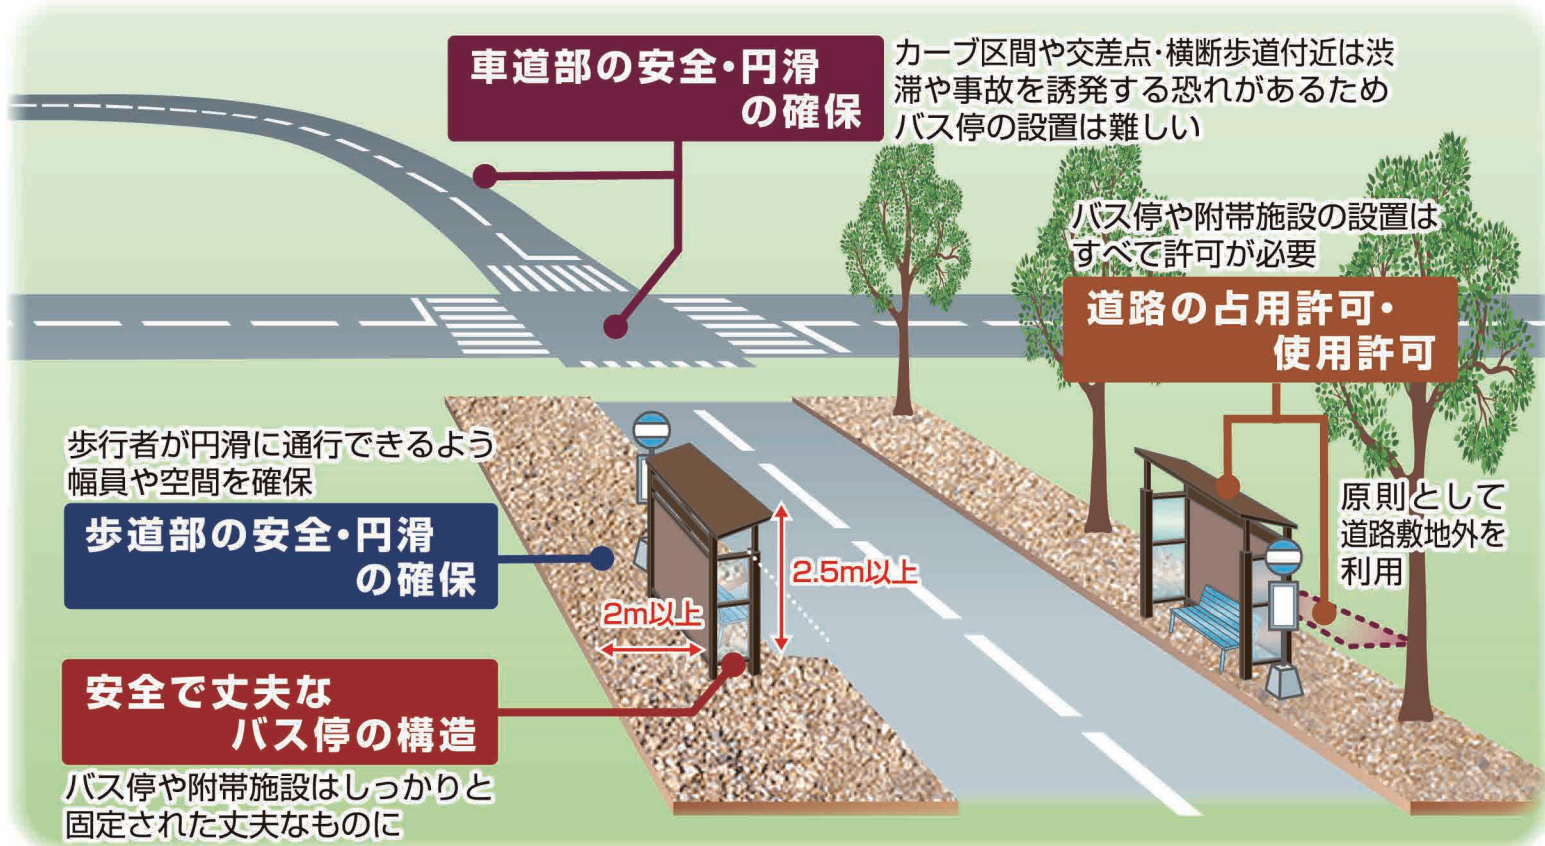 車道部の安全・円滑
の確保
カーブ区間や交差点・横断歩道付近は渋
滞や事故を誘発する恐れがあるため
バス停の設置は難しい
バス停や附帯施設の設置は
すべて許可が必要
道路の占用許可・
使用許可
原則として
道路敷地外を
利用
歩行者が円滑に通行できるよう
幅員や空間を確保
歩道部の安全・円滑
の確保
2.5m以上
2m以上
安全で丈夫な
バス停の構造
バス停や附帯施設はしっかりと
固定された丈夫なものに